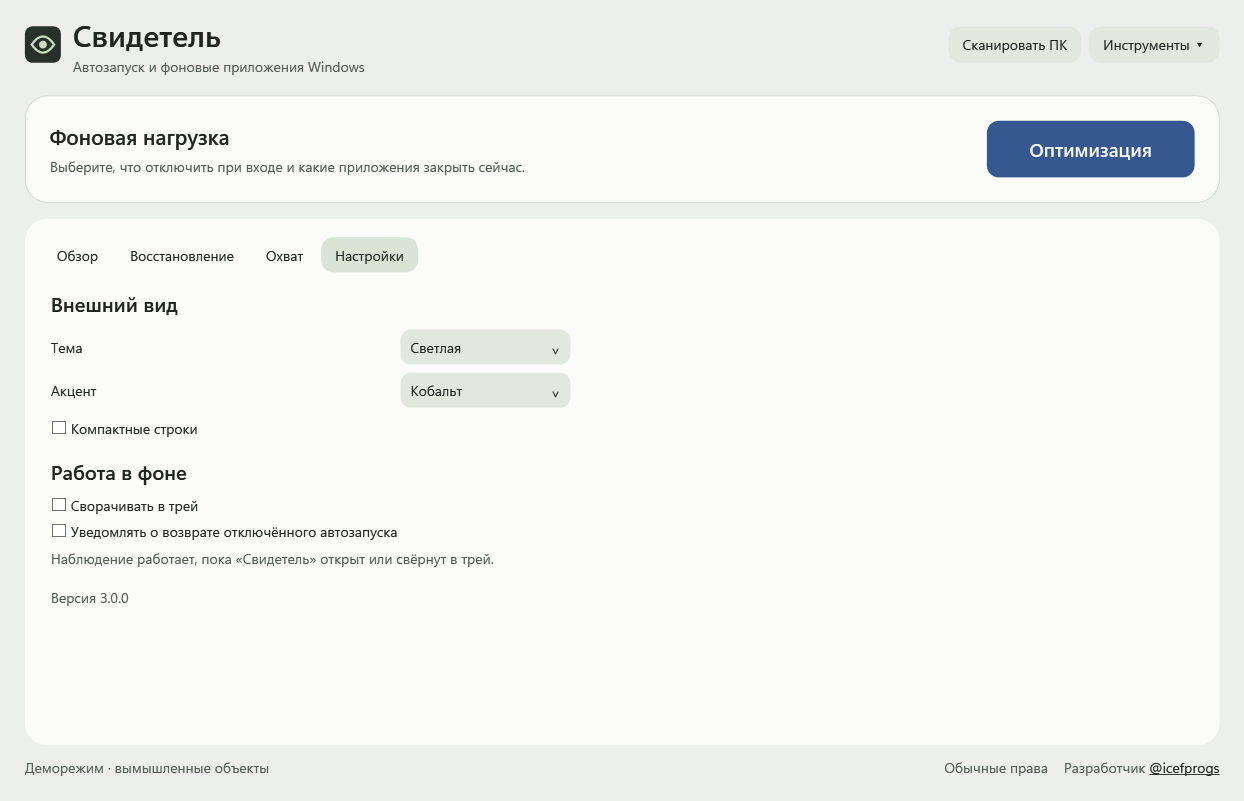 Свидетель
Автозапуск и фоновые приложения Windows
Сканировать ПК
Инструменты ▾
Фоновая нагрузка
Выберите, что отключить при входе и какие приложения закрыть сейчас.
Оптимизация
Обзор
Восстановление
Охват
Настройки
Внешний вид
Тема
Светлая
Акцент
Кобальт
Компактные строки
Работа в фоне
Сворачивать в трей
Уведомлять о возврате отключённого автозапуска
Наблюдение работает, пока «Свидетель» открыт или свёрнут в трей.
Версия 3.0.0
Деморежим · вымышленные объекты
Обычные права
Разработчик @icefprogs